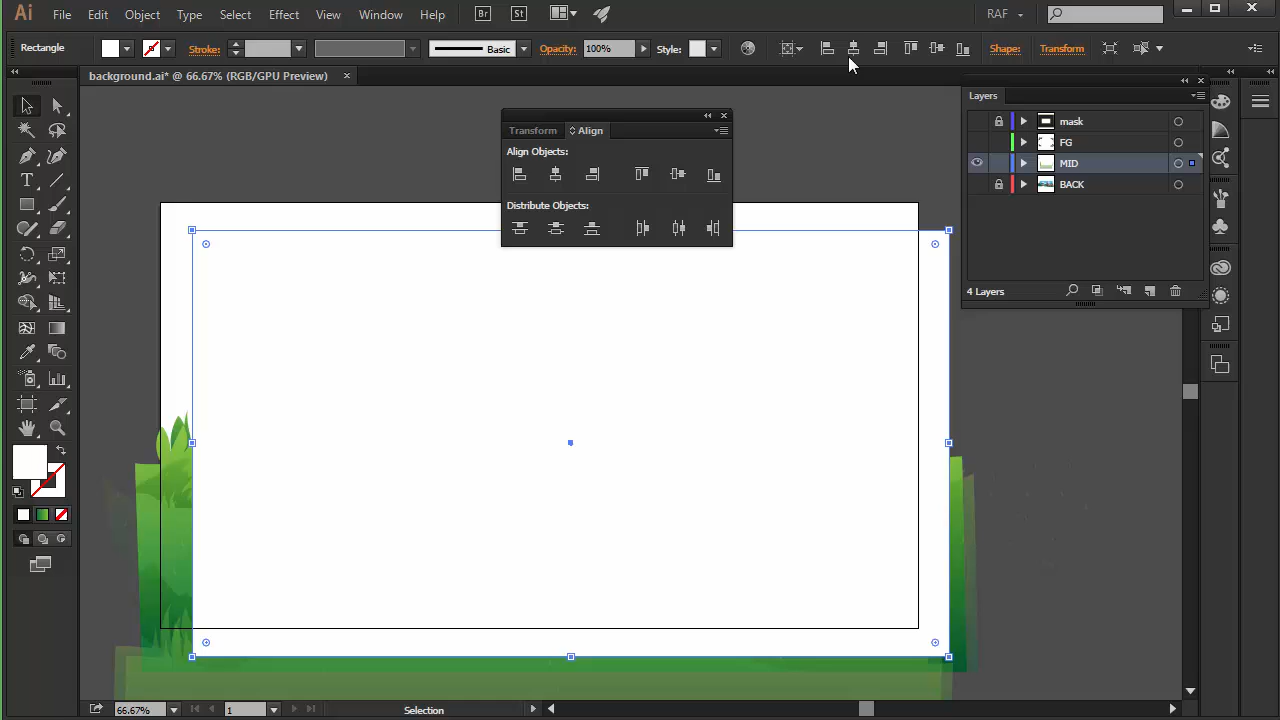 Ai File Edit Object Type Select Effect View Window Help Br St RAF
Rectangle Stroke: Basic Opacity: 100% Style: Shape: Transform
background.ai* @ 66.67% (RGB/GPU Preview)
Layers
mask
FG
MID
BACK
4 Layers
Transform Align
Align Objects:
Distribute Objects:
66.67% 1 Selection